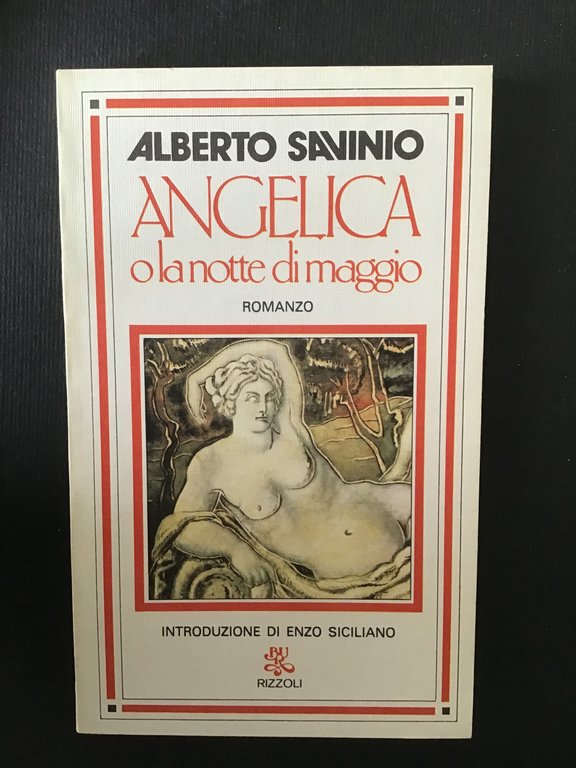 ALBERTO SAVINIO
ANGELICA
o la notte di maggio
ROMANZO
INTRODUZIONE DI ENZO SICILIANO
BUR
RIZZOLI